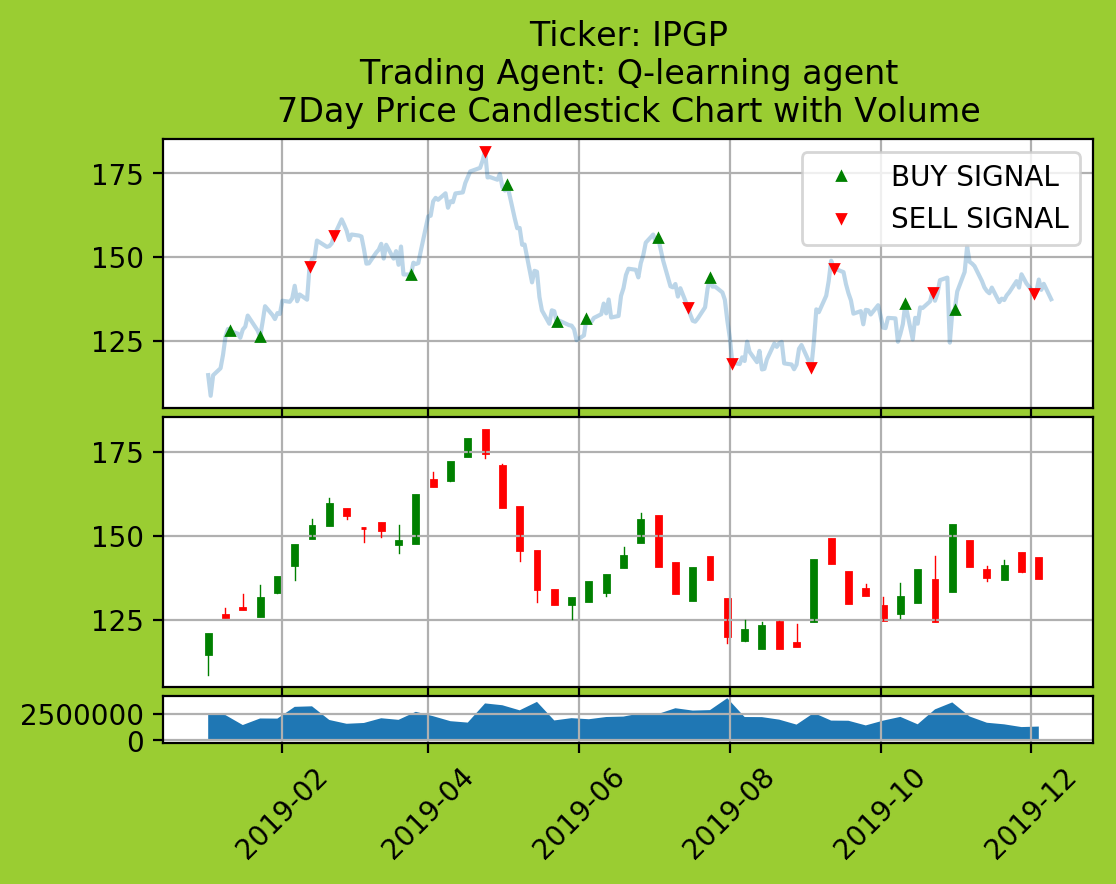 Ticker: IPGP
Trading Agent: Q-learning agent
7Day Price Candlestick Chart with Volume
175
150
125
BUY SIGNAL
SELL SIGNAL
175
150
125
2500000
0
2019-02
2019-04
2019-06
2019-08
2019-10
2019-12